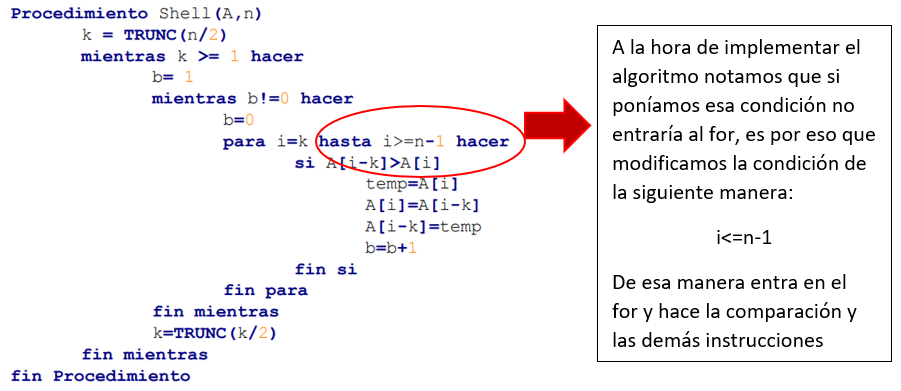 Procedimiento Shell(A,n)
k = TRUNC(n/2)
mientras k >= 1 hacer
b= 1
mientras b!=0 hacer
b=0
para i=k hasta i>=n-1 hacer
si A[i-k]>A[i]
temp=A[i]
A[i]=A[i-k]
A[i-k]=temp
b=b+1
fin si
fin para
fin mientras
k=TRUNC(k/2)
fin mientras
fin Procedimiento
A la hora de implementar el
algoritmo notamos que si
poníamos esa condición no
entraría al for, es por eso que
modificamos la condición de
la siguiente manera:
i<=n-1
De esa manera entra en el
for y hace la comparación y
las demás instrucciones